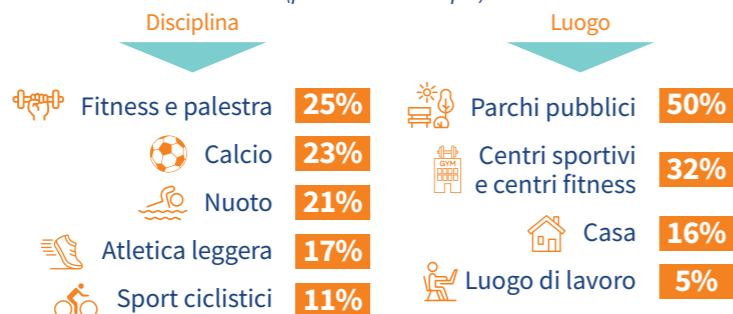 Disciplina
Fitness e palestra 25%
Calcio 23%
Nuoto 21%
Atletica leggera 17%
Sport ciclistici 11%
Luogo
Parchi pubblici 50%
GYM
Centri sportivi
e centri fitness 32%
Casa 16%
Luogo di lavoro 5%